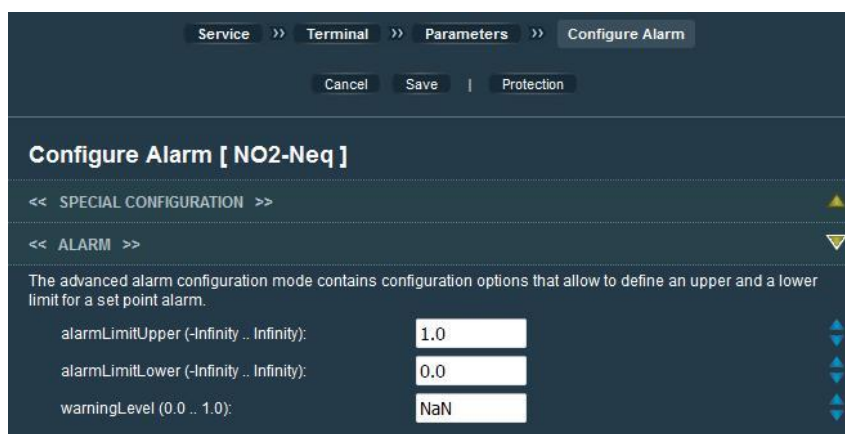 Service » Terminal » Parameters » Configure Alarm
Cancel Save | Protection
Configure Alarm [ NO2-Neq ]
<< SPECIAL CONFIGURATION >>
<< ALARM >>
The advanced alarm configuration mode contains configuration options that allow to define an upper and a lower
limit for a set point alarm.
alarmLimitUpper (-Infinity .. Infinity): 1.0
alarmLimitLower (-Infinity .. Infinity): 0.0
warningLevel (0.0 .. 1.0): NaN